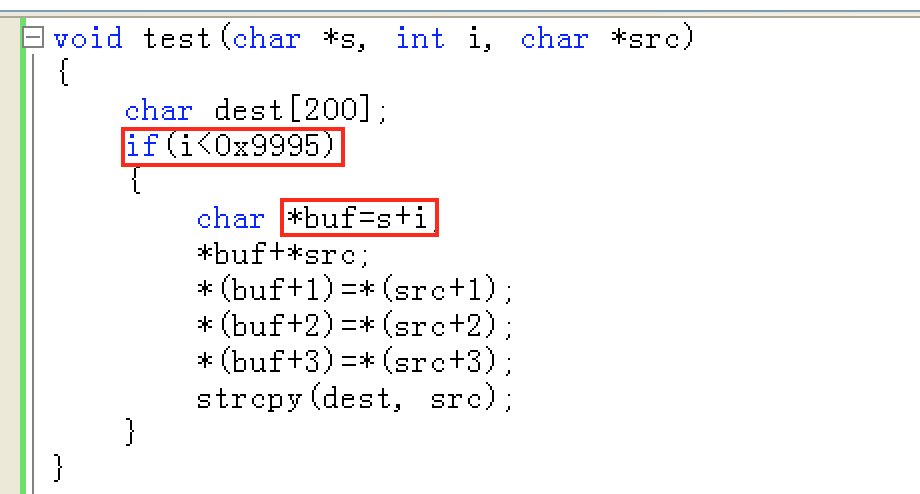 void test(char *s, int i, char *src)
{
char dest[200];
if(i<0x9995)
{
char *buf=s+i
*buf+*src;
*(buf+1)=*(src+1);
*(buf+2)=*(src+2);
*(buf+3)=*(src+3);
strcpy(dest, src);
}
}